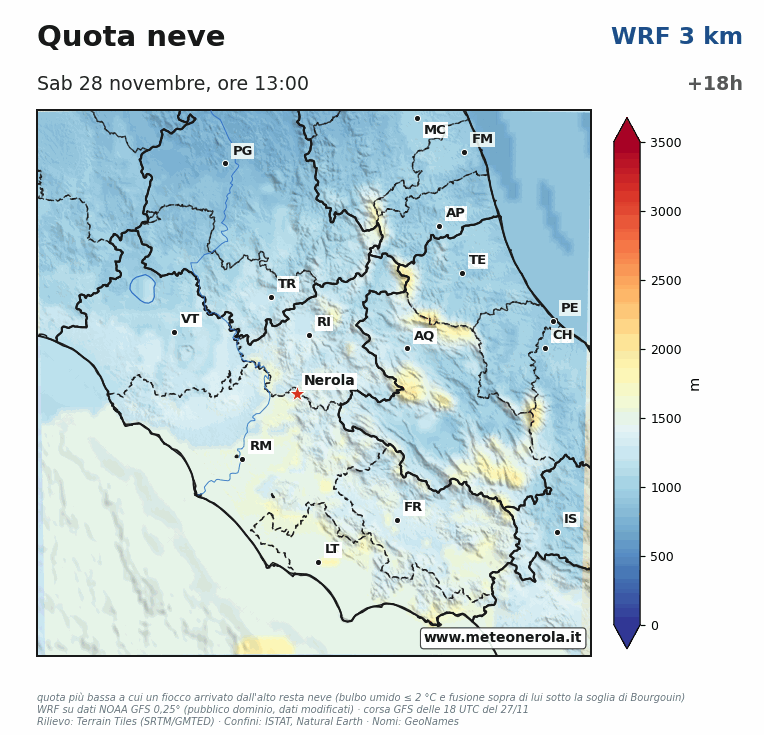 Quota neve
WRF 3 km
Sab 28 novembre, ore 13:00
+18h
MC
FM
PG
AP
TE
TR
PE
VT
RI
AQ
CH
Nerola
RM
FR
IS
LT
www.meteonerola.it
3500
3000
2500
2000
1500
1000
500
0
m
quota più bassa a cui un fiocco arrivato dall'alto resta neve (bulbo umido ≤ 2 °C e fusione sopra di lui sotto la soglia di Bourgouin)
WRF su dati NOAA GFS 0,25° (pubblico dominio, dati modificati) · corsa GFS delle 18 UTC del 27/11
Rilievo: Terrain Tiles (SRTM/GMTED) · Confini: ISTAT, Natural Earth · Nomi: GeoNames